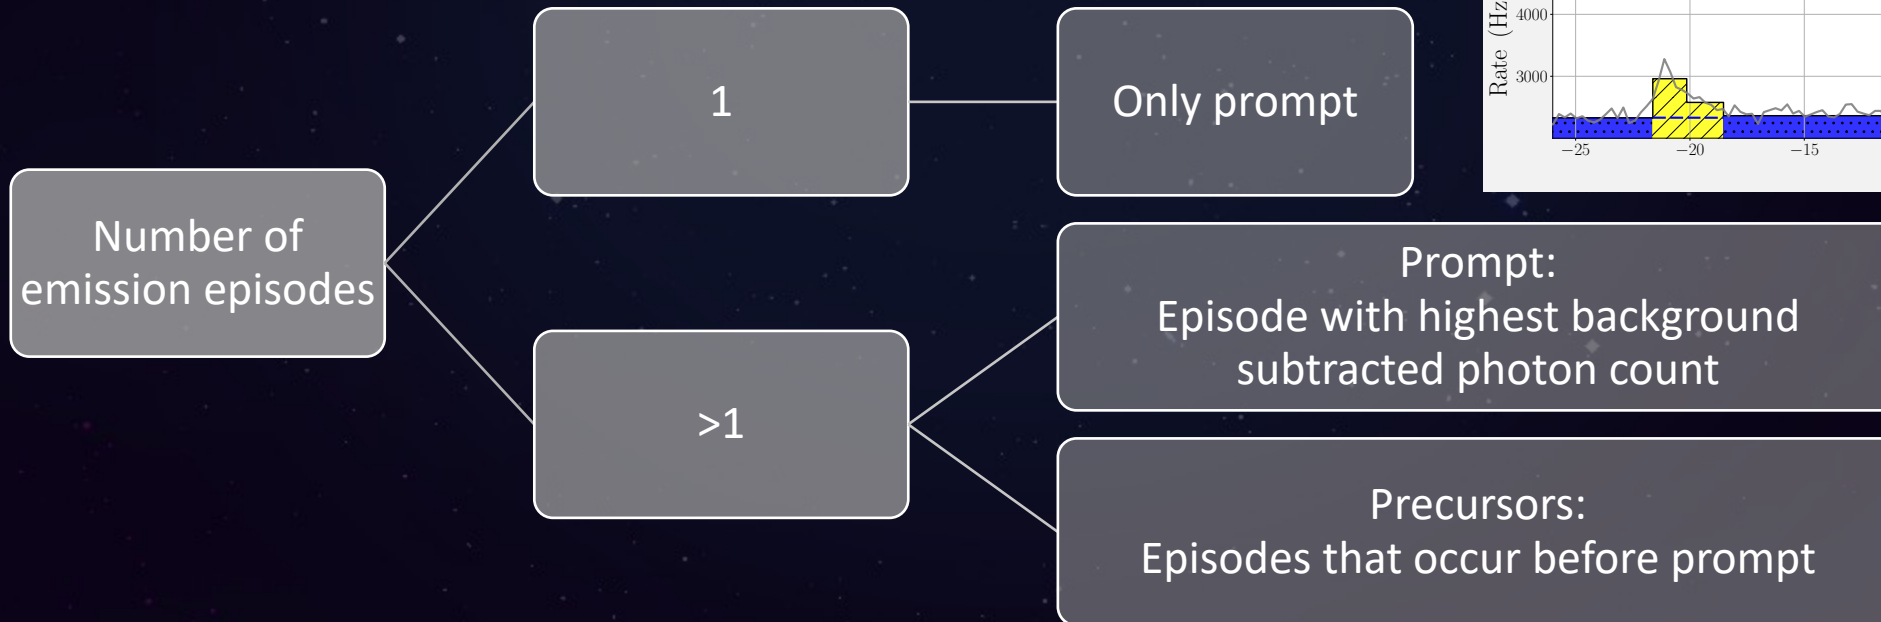 Number of
emission episodes
1
Only prompt
>1
Prompt:
Episode with highest background
subtracted photon count
Precursors:
Episodes that occur before prompt
Rate (Hz
4000
3000
−25
−20
−15